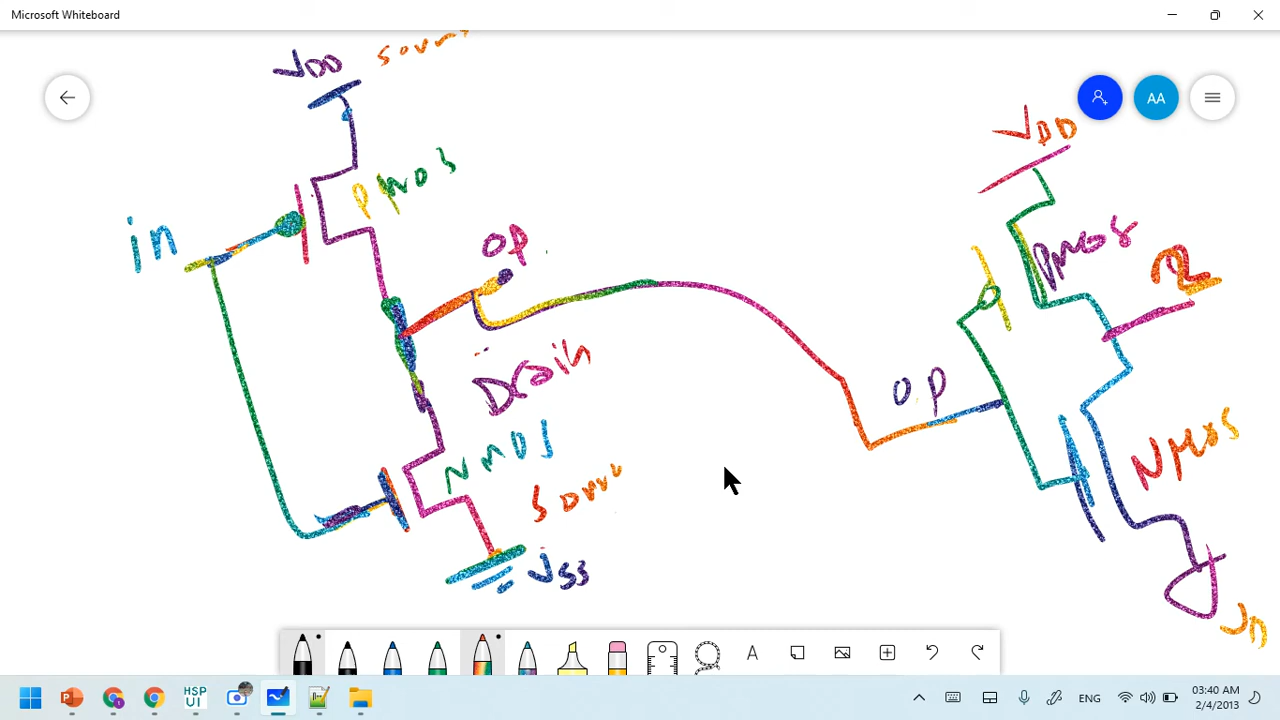 Microsoft Whiteboard
VDD
PMOS
in
OP
Drain
NMOS
VSS
VDD
PMOS
OP
NMOS
AA
A
HSP
UI
ENG
03:40 AM
2/4/2013